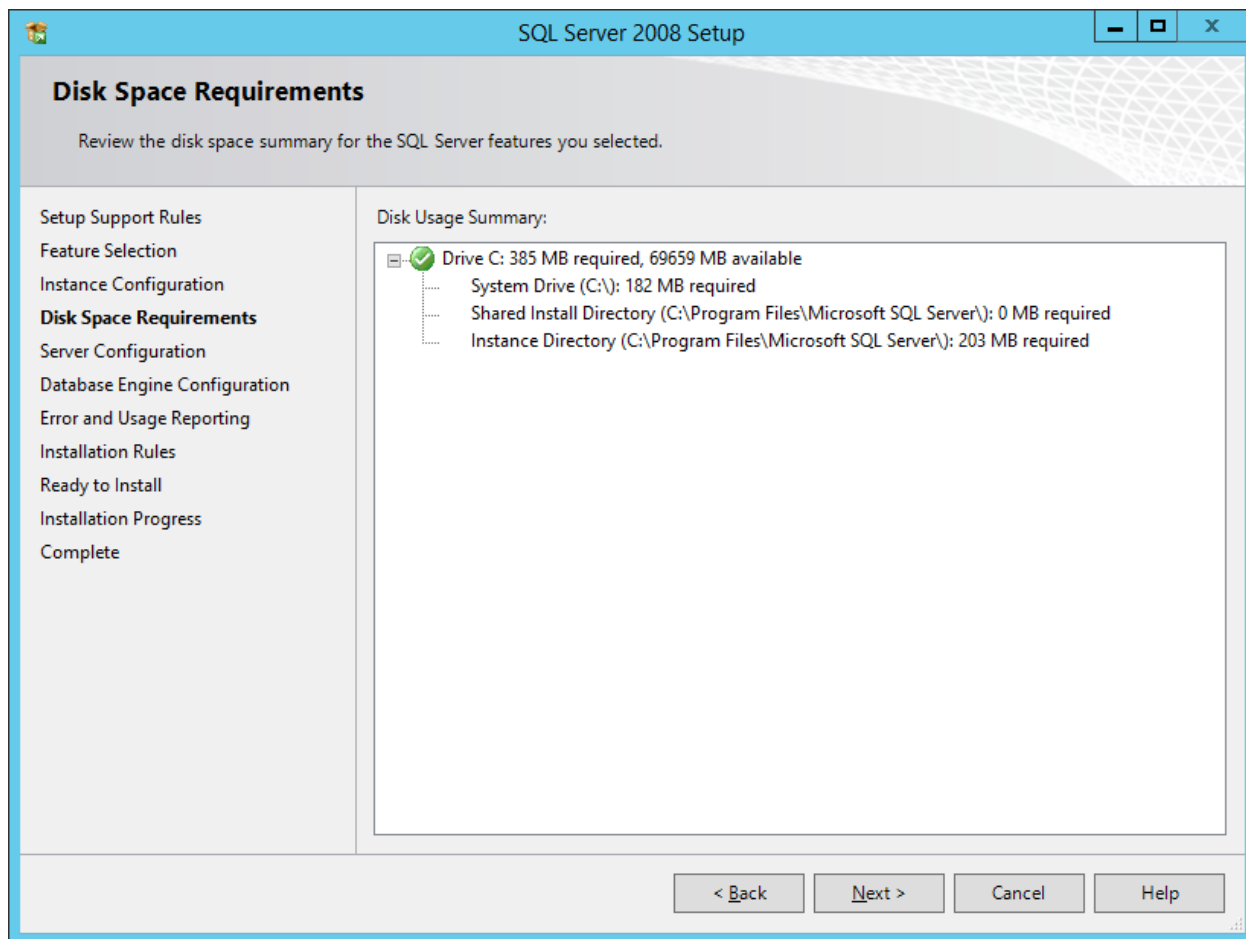 SQL Server 2008 Setup
Disk Space Requirements
Review the disk space summary for the SQL Server features you selected.
Setup Support Rules
Feature Selection
Instance Configuration
Disk Space Requirements
Server Configuration
Database Engine Configuration
Error and Usage Reporting
Installation Rules
Ready to Install
Installation Progress
Complete
Disk Usage Summary:
Drive C: 385 MB required, 69659 MB available
System Drive (C:\): 182 MB required
Shared Install Directory (C:\Program Files\Microsoft SQL Server\): 0 MB required
Instance Directory (C:\Program Files\Microsoft SQL Server\): 203 MB required
< Back
Next >
Cancel
Help